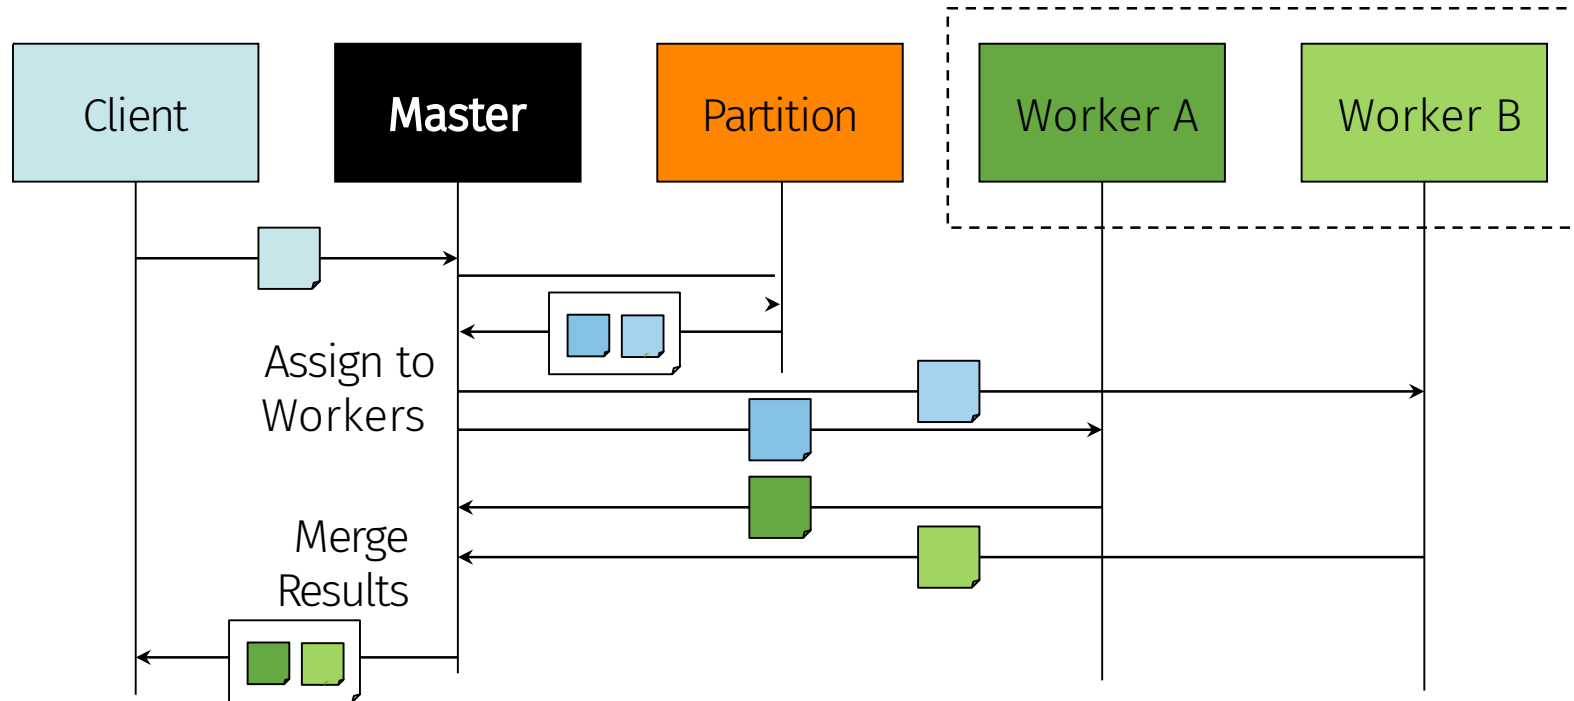 Client
Master
Partition
Worker A
Worker B
Assign to
Workers
Merge
Results